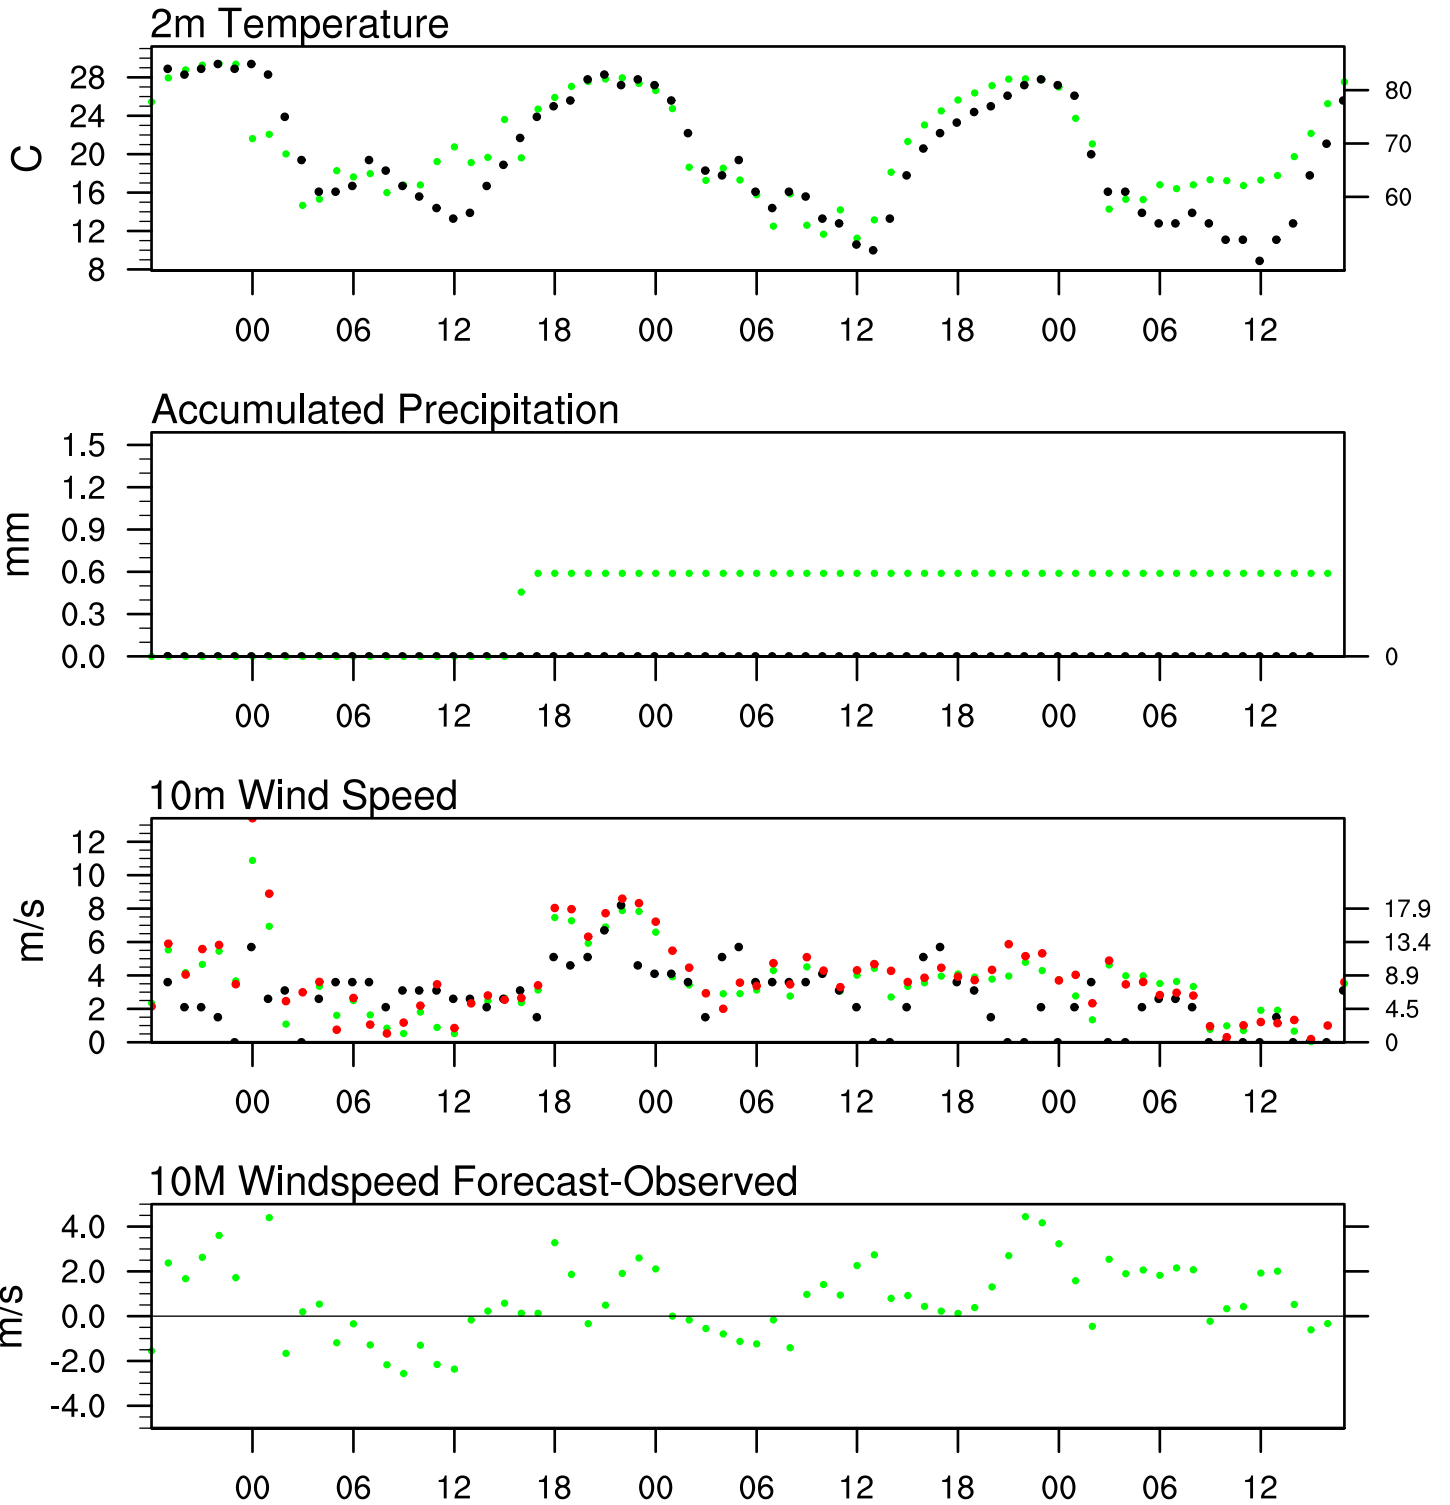 2m Temperature
28
24
20
16
12
8
C
80
70
60
00 06 12 18 00 06 12 18 00 06 12
Accumulated Precipitation
1.5
1.2
0.9
0.6
0.3
0.0
mm
0
00 06 12 18 00 06 12 18 00 06 12
10m Wind Speed
12
10
8
6
4
2
0
m/s
17.9
13.4
8.9
4.5
0
00 06 12 18 00 06 12 18 00 06 12
10M Windspeed Forecast-Observed
4.0
2.0
0.0
-2.0
-4.0
m/s
00 06 12 18 00 06 12 18 00 06 12